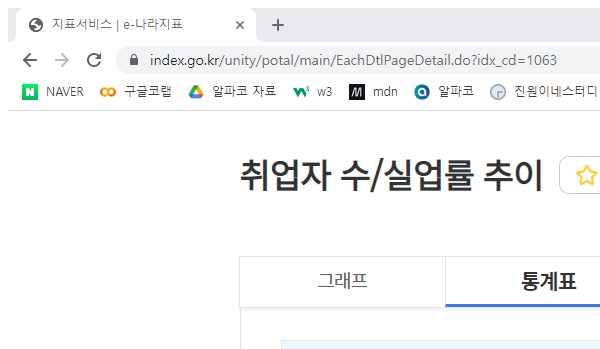 지표서비스 | e-나라지표
index.go.kr/unity/potal/main/EachDtlPageDetail.do?idx_cd=1063
N NAVER 구글코랩 알파코 자료 w3 mdn 알파코 진원이네스터디
취업자 수/실업률 추이
그래프 통계표